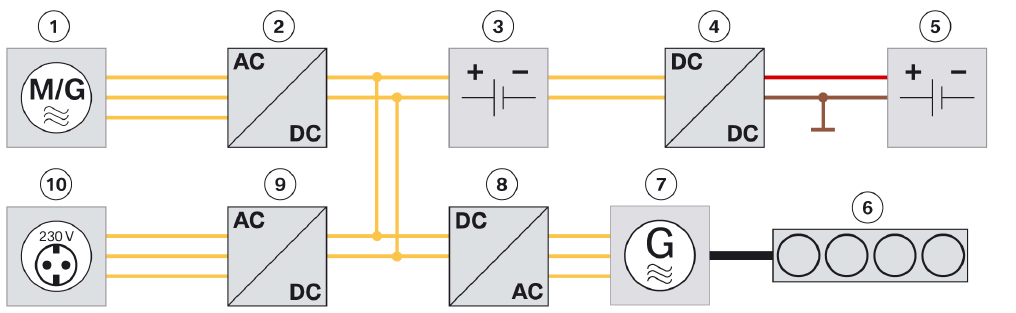 1 2 3 4 5
M/G AC DC + − DC DC + −
10 9 8 7 6
230 V AC DC DC AC G